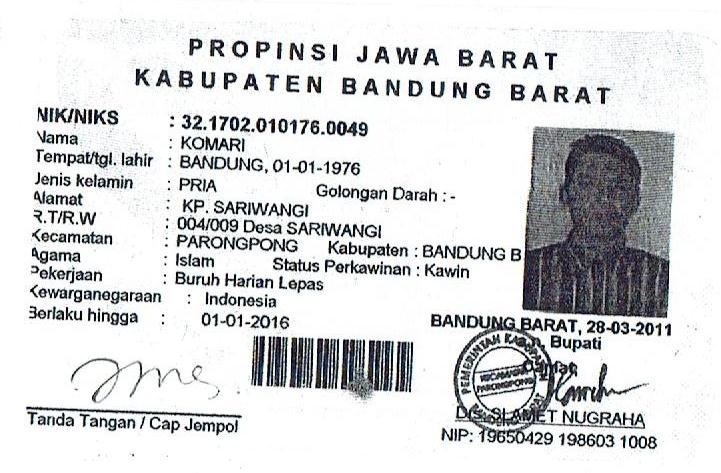 PROPINSI JAWA BARAT
KABUPATEN BANDUNG BARAT
NIK/NIKS : 32.1702.010176.0049
Nama : KOMARI
Tempat/tgl. lahir : BANDUNG, 01-01-1976
Jenis kelamin : PRIA Golongan Darah : -
Alamat : KP. SARIWANGI
R.T/R.W : 004/009 Desa SARIWANGI
Kecamatan : PARONGPONG Kabupaten : BANDUNG B
Agama : Islam Status Perkawinan : Kawin
Pekerjaan : Buruh Harian Lepas
Kewarganegaraan : Indonesia
Berlaku hingga : 01-01-2016
BANDUNG BARAT, 28-03-2011
Bupati
Camat
PEMERINTAH KABUPATEN
KECAMATAN
PARONGPONG
BANDUNG BARAT
Drs. SLAMET NUGRAHA
NIP: 19650429 198603 1008
Tanda Tangan / Cap Jempol